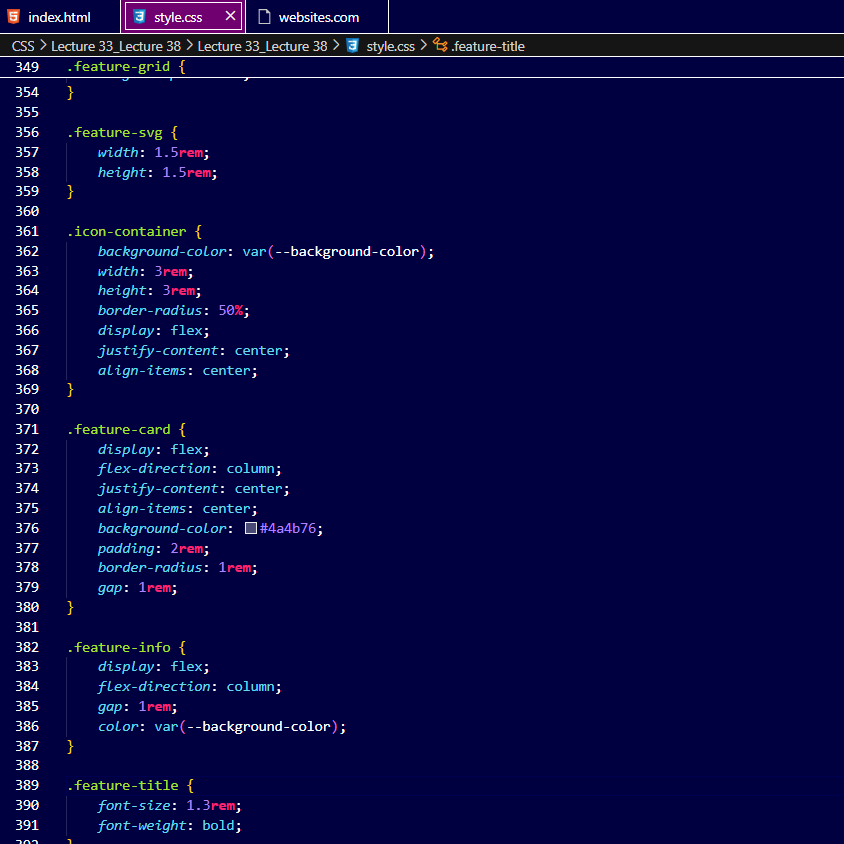 index.html style.css websites.com
CSS > Lecture 33_Lecture 38 > Lecture 33_Lecture 38 > style.css > .feature-title
349 .feature-grid {
354 }
355
356 .feature-svg {
357 width: 1.5rem;
358 height: 1.5rem;
359 }
360
361 .icon-container {
362 background-color: var(--background-color);
363 width: 3rem;
364 height: 3rem;
365 border-radius: 50%;
366 display: flex;
367 justify-content: center;
368 align-items: center;
369 }
370
371 .feature-card {
372 display: flex;
373 flex-direction: column;
374 justify-content: center;
375 align-items: center;
376 background-color: #4a4b76;
377 padding: 2rem;
378 border-radius: 1rem;
379 gap: 1rem;
380 }
381
382 .feature-info {
383 display: flex;
384 flex-direction: column;
385 gap: 1rem;
386 color: var(--background-color);
387 }
388
389 .feature-title {
390 font-size: 1.3rem;
391 font-weight: bold;
392 }